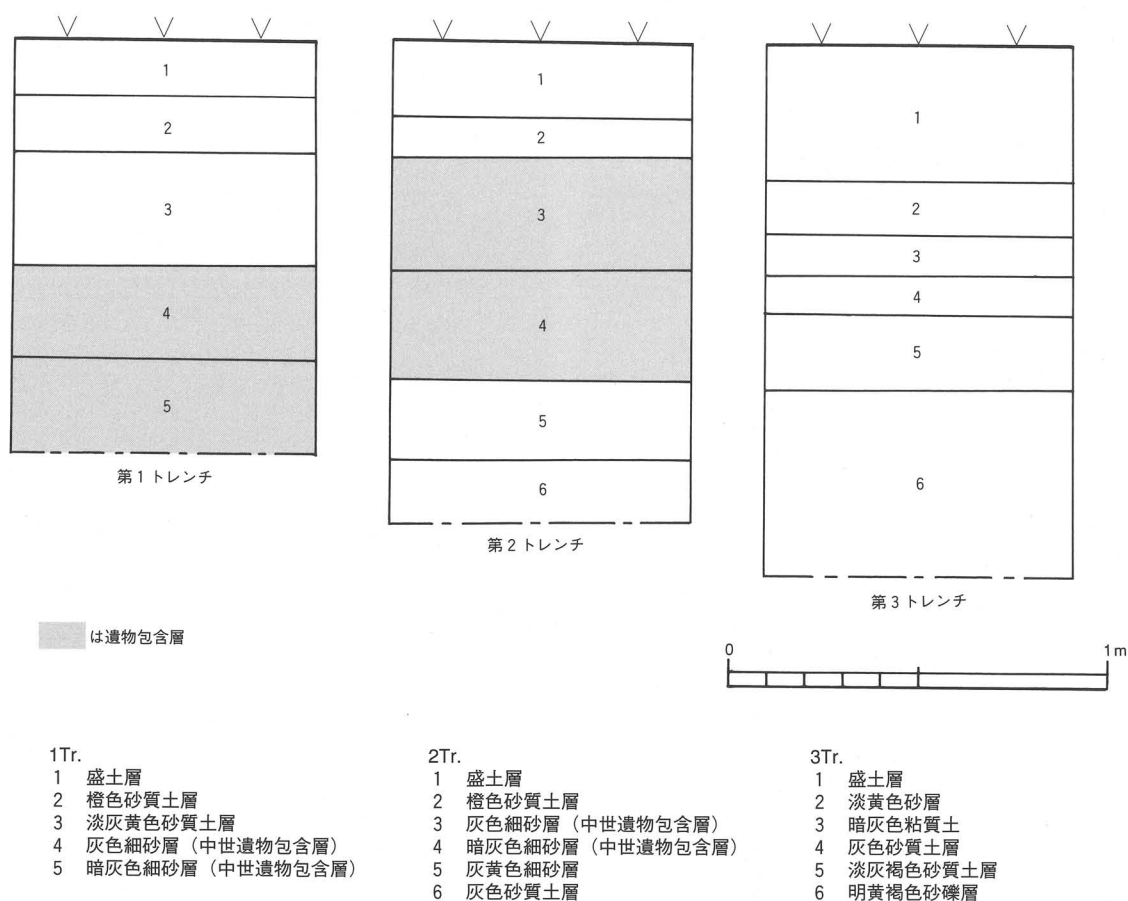 1
2
3
4
5
第1トレンチ
1
2
3
4
5
6
第2トレンチ
1
2
3
4
5
6
第3トレンチ
は遺物包含層
0 1m
1Tr.
1 盛土層
2 橙色砂質土層
3 淡灰黄色砂質土層
4 灰色細砂層（中世遺物包含層）
5 暗灰色細砂層（中世遺物包含層）
2Tr.
1 盛土層
2 橙色砂質土層
3 灰色細砂層（中世遺物包含層）
4 暗灰色細砂層（中世遺物包含層）
5 灰黄色細砂層
6 灰色砂質土層
3Tr.
1 盛土層
2 淡黄色砂層
3 暗灰色粘質土
4 灰色砂質土層
5 淡灰褐色砂質土層
6 明黄褐色砂礫層